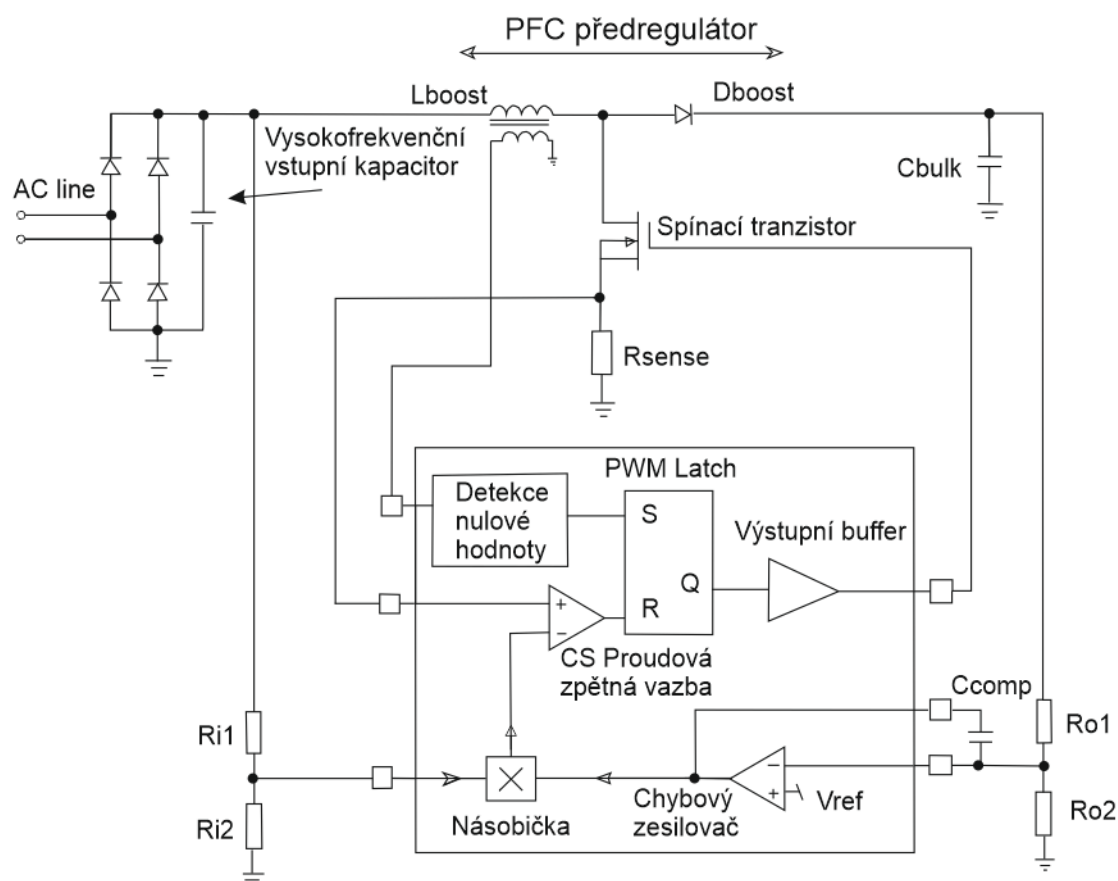 PFC předregulátor
Lboost
Dboost
Vysokofrekvenční
vstupní kapacitor
AC line
Cbulk
Spínací tranzistor
Rsense
PWM Latch
Detekce
nulové
hodnoty
S
Výstupní buffer
Q
R
+
−
CS Proudová
zpětná vazba
Ccomp
Ri1
Ro1
−
+
Vref
Chybový
zesilovač
Násobička
Ri2
Ro2